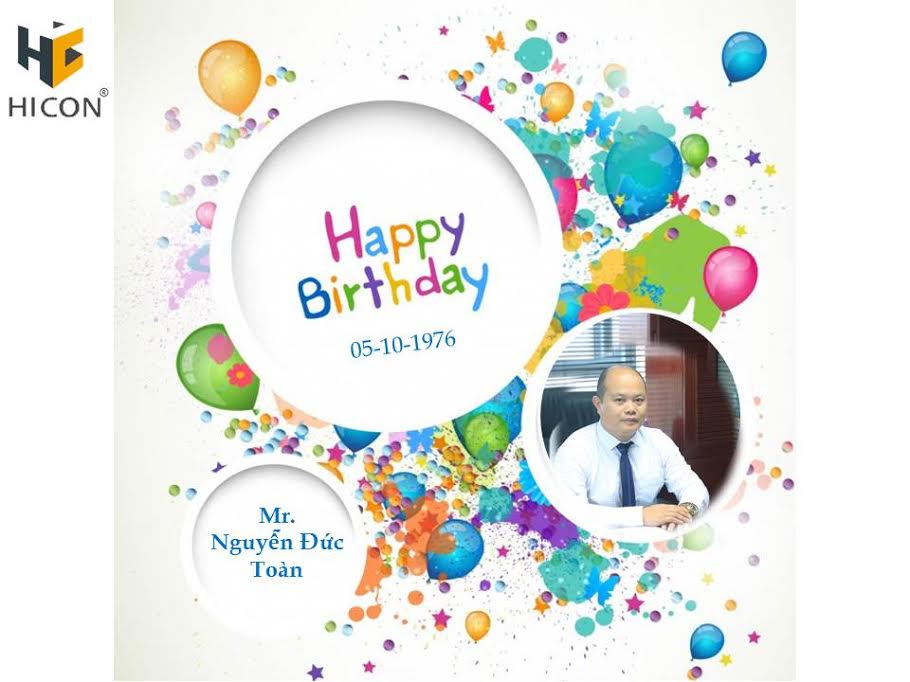 HICON®
Happy
Birthday
05-10-1976
Mr.
Nguyễn Đức
Toàn